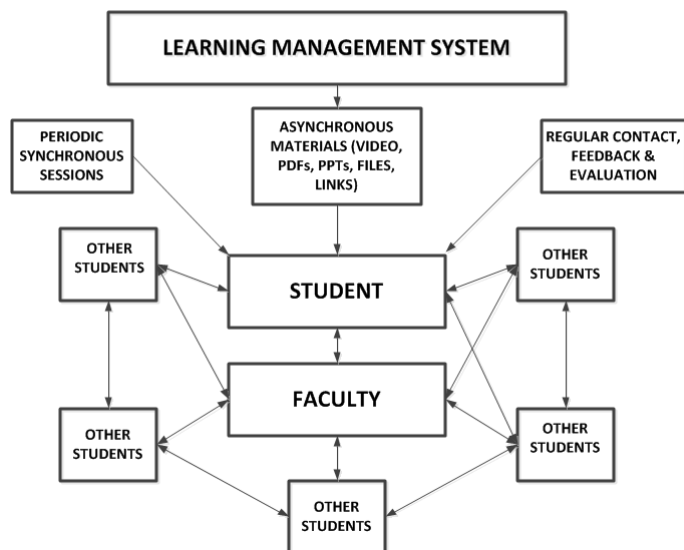 LEARNING MANAGEMENT SYSTEM
PERIODIC
SYNCHRONOUS
SESSIONS
ASYNCHRONOUS
MATERIALS (VIDEO,
PDFs, PPTs, FILES,
LINKS)
REGULAR CONTACT,
FEEDBACK &
EVALUATION
OTHER
STUDENTS
STUDENT
OTHER
STUDENTS
FACULTY
OTHER
STUDENTS
OTHER
STUDENTS
OTHER
STUDENTS